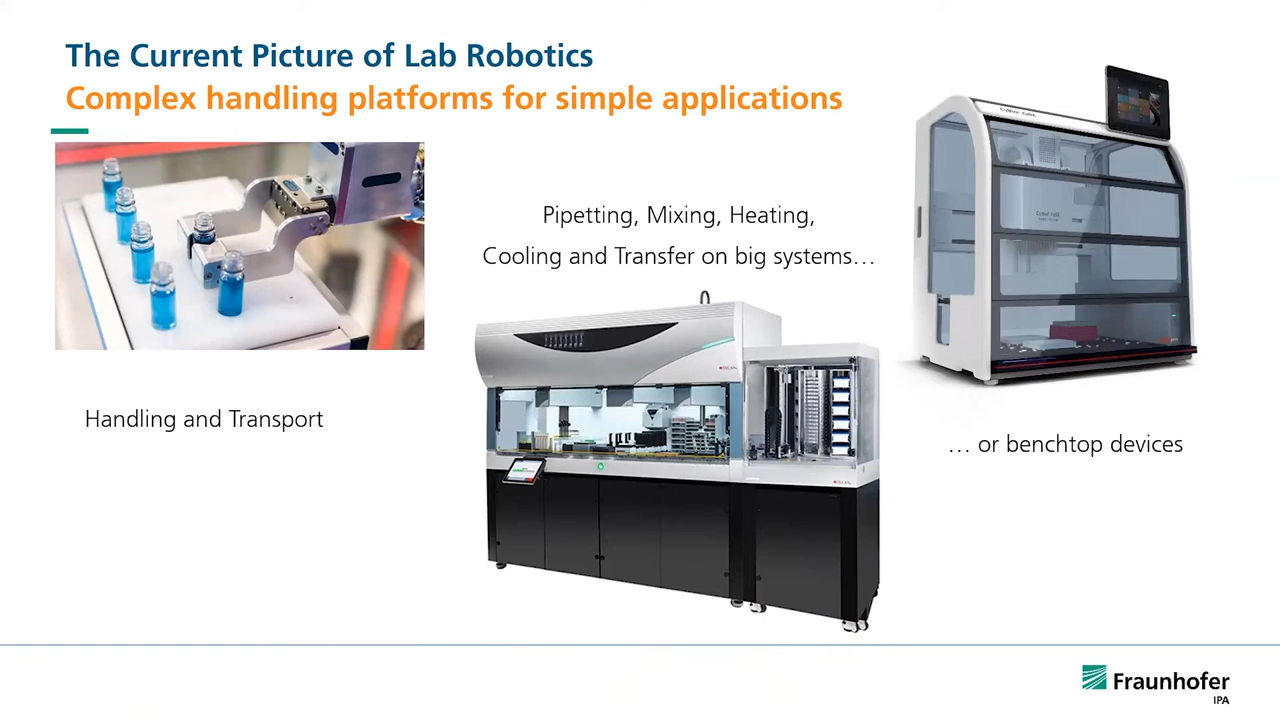 The Current Picture of Lab Robotics
Complex handling platforms for simple applications
Pipetting, Mixing, Heating,
Cooling and Transfer on big systems…
Handling and Transport
… or benchtop devices
Fraunhofer
IPA